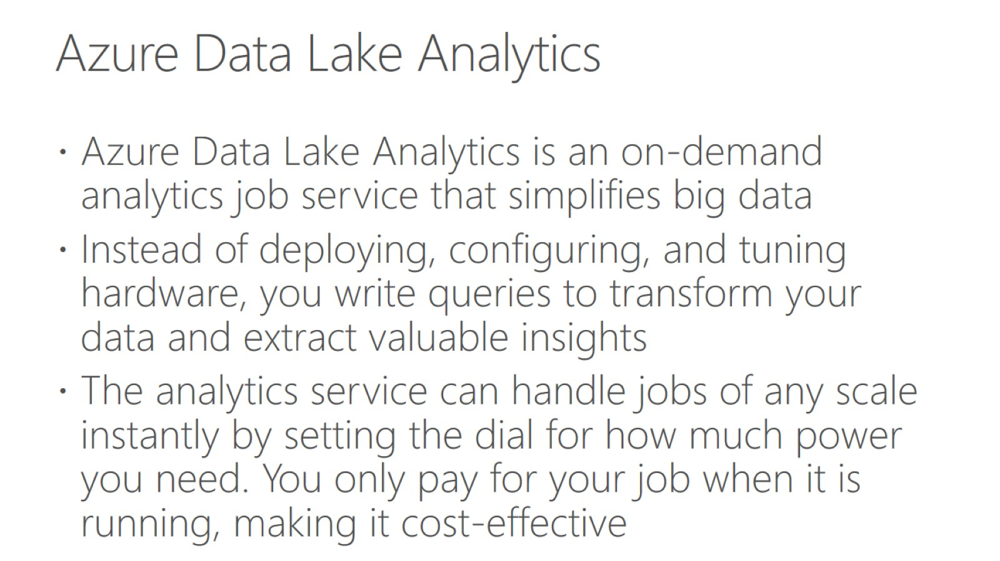 Azure Data Lake Analytics
• Azure Data Lake Analytics is an on-demand
analytics job service that simplifies big data
• Instead of deploying, configuring, and tuning
hardware, you write queries to transform your
data and extract valuable insights
• The analytics service can handle jobs of any scale
instantly by setting the dial for how much power
you need. You only pay for your job when it is
running, making it cost-effective